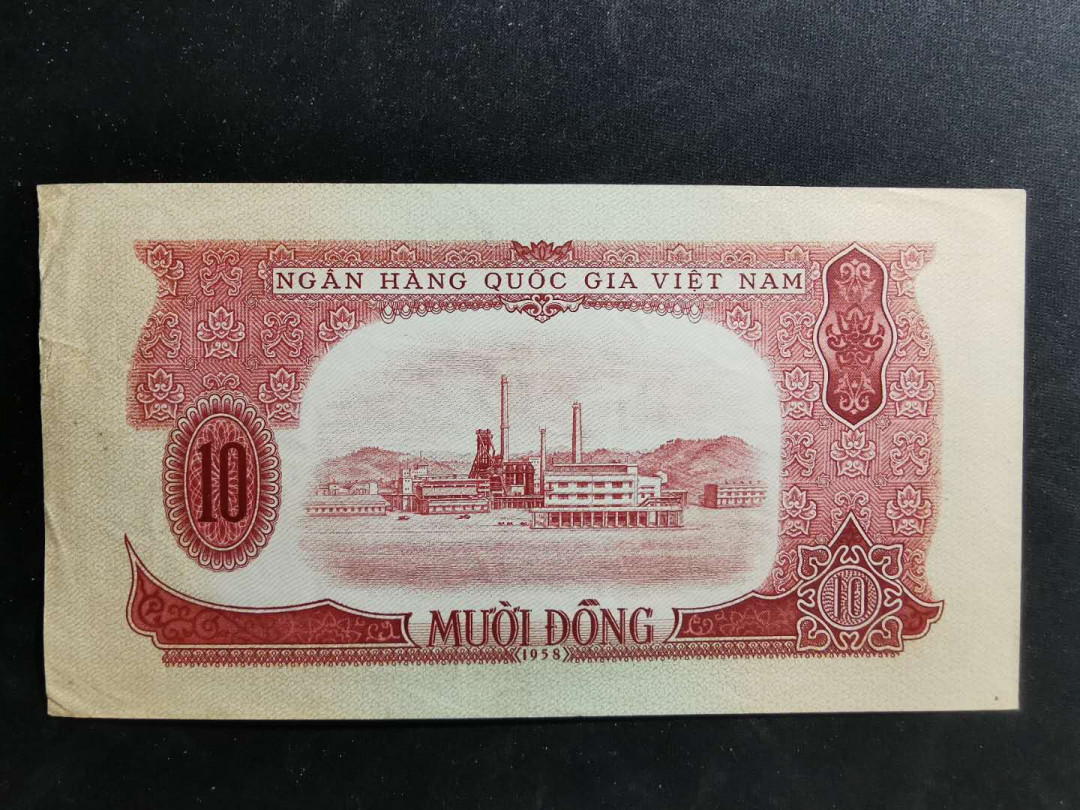 NGÂN HÀNG QUỐC GIA VIỆT NAM
10
10
MƯỜI ĐỒNG
1958